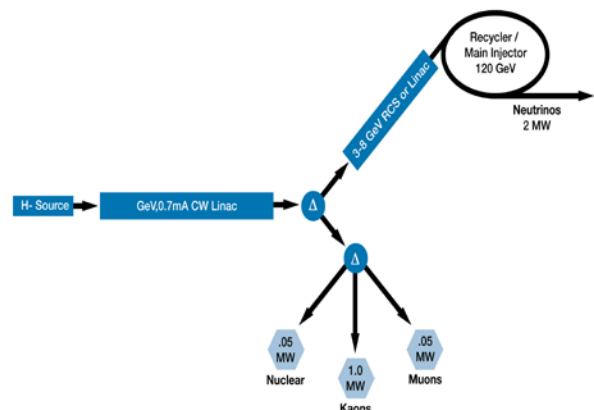 Recycler /
Main Injector
120 GeV
Neutrinos
2 MW
3-8 GeV RCS or Linac
H- Source
GeV,0.7mA CW Linac
Δ
Δ
.05
MW
Nuclear
1.0
MW
Kaons
.05
MW
Muons